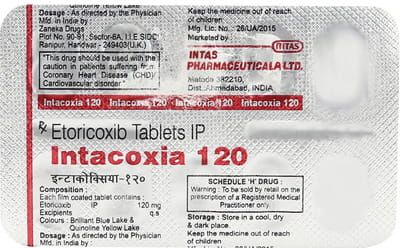 Quinoline Yellow Lake
Dosage : As directed by the Physician
Mfd. in India by :
Zaneka Drugs
Plot No. 90-91, Sector-6A, I.I.E. SIDC
Ranipur, Haridwar - 249403(U.K.)
"This drug should be used with the
caution in patients suffering from
Coronary Heart Disease (CHD)/
Cardiovascular disorder."
Keep the medicine out of reach
of children
Mfg. Lic. No.: 26/UA/2015
Marketed by :
INTAS
INTAS
PHARMACEUTICALA LTD.
Matoda 382210,
Dist. Ahmedabad, INDIA
Intacoxia 120 Intacoxia 120 Intacoxia 120 Intacoxia 120
Rx Etoricoxib Tablets IP
Intacoxia 120
इन्टाकोक्सिया-१२०
Composition :
Each film coated tablet contains :
Etoricoxib IP 120 mg
Excipients q.s
Colours : Brilliant Blue Lake &
Quinoline Yellow Lake
Dosage : As directed by the Physician
Mfd. in India by :
SCHEDULE 'H' DRUG :
Warning : To be sold by retail on the
prescription of a Registered Medical
Practitioner only.
Storage : Store in a cool, dry
& dark place.
Keep the medicine out of reach
of children